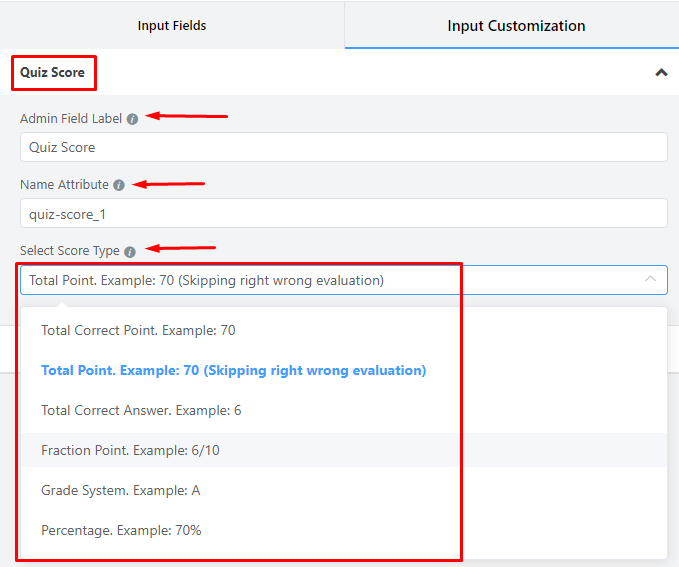 Input Fields
Input Customization
Quiz Score
Admin Field Label
Quiz Score
Name Attribute
quiz-score_1
Select Score Type
Total Point. Example: 70 (Skipping right wrong evaluation)
Total Correct Point. Example: 70
Total Point. Example: 70 (Skipping right wrong evaluation)
Total Correct Answer. Example: 6
Fraction Point. Example: 6/10
Grade System. Example: A
Percentage. Example: 70%